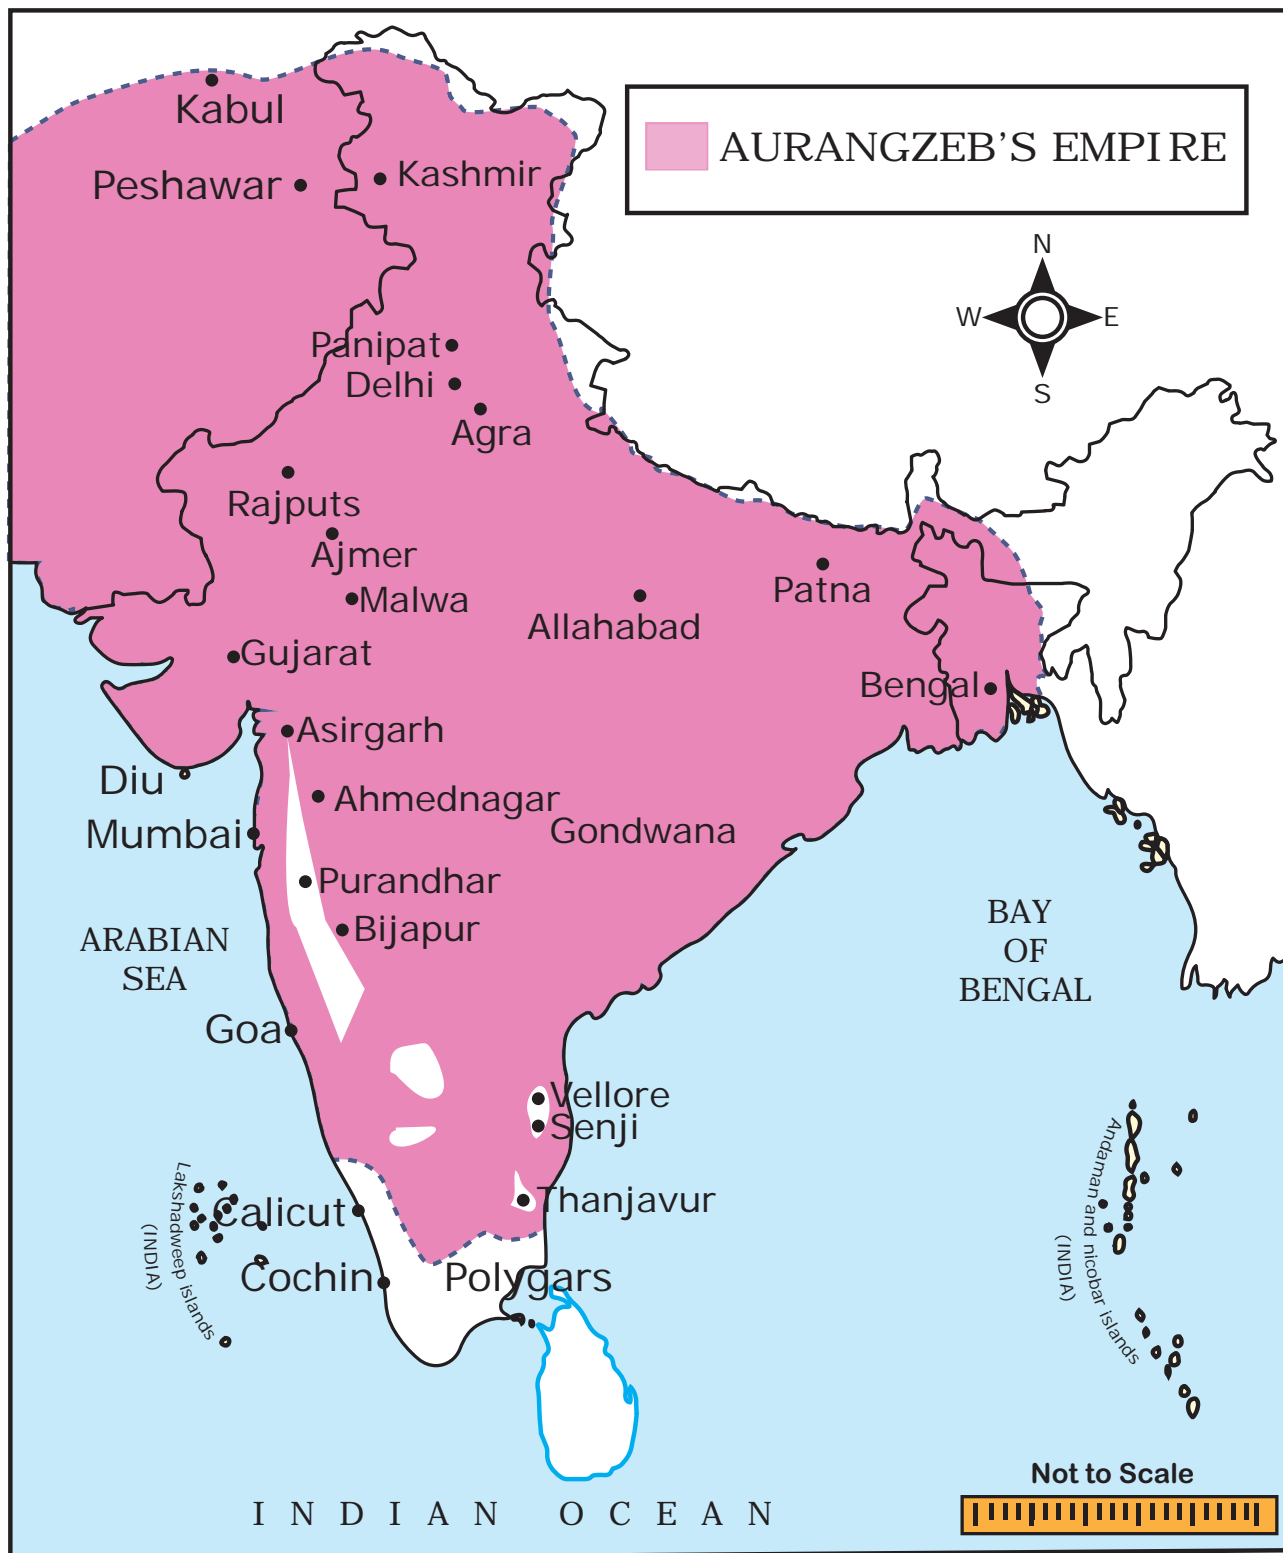 Kabul
AURANGZEB'S EMPIRE
Peshawar
Kashmir
N
W
E
S
Panipat
Delhi
Agra
Rajputs
Ajmer
Malwa
Patna
Allahabad
Gujarat
Bengal
Asirgarh
Diu
Ahmednagar
Mumbai
Gondwana
Purandhar
Bijapur
ARABIAN
SEA
BAY
OF
BENGAL
Goa
Vellore
Senji
Thanjavur
Calicut
Lakshadweep islands
(INDIA)
Andaman and nicobar islands
(INDIA)
Cochin
Polygars
Not to Scale
INDIAN OCEAN